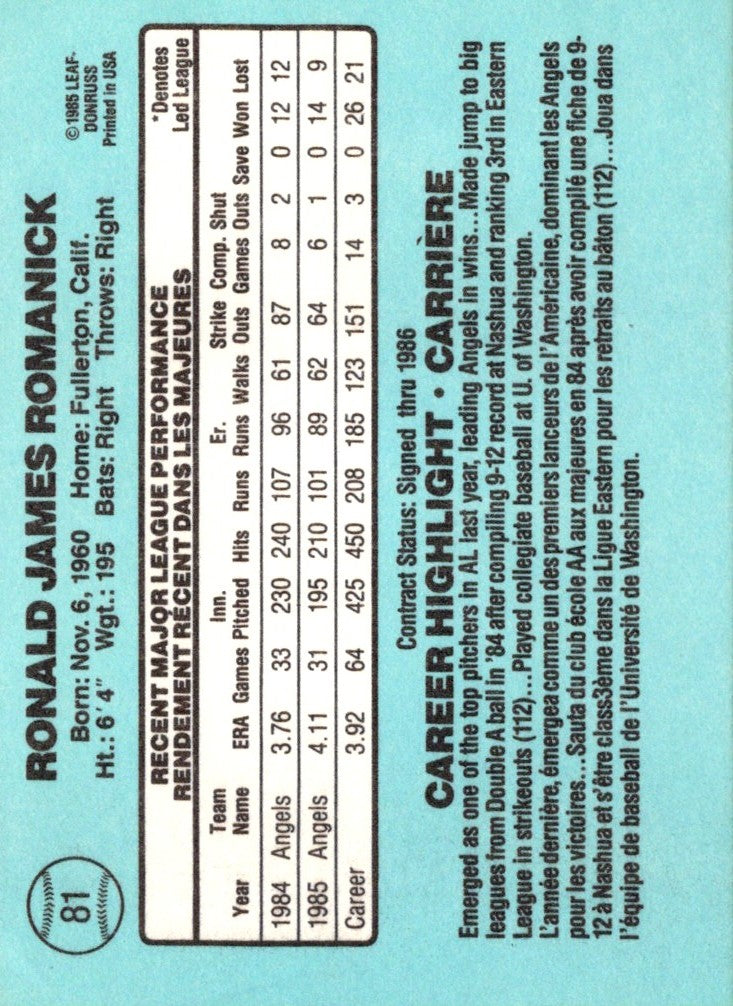 81
RONALD JAMES ROMANICK
Born: Nov. 6, 1960 Home: Fullerton, Calif.
Ht.: 6'4" Wgt.: 195 Bats: Right Throws: Right
© 1985 LEAF-
DONRUSS
Printed in USA
RECENT MAJOR LEAGUE PERFORMANCE
RENDEMENT RÉCENT DANS LES MAJEURES
*Denotes
Led League
Team Inn. Er. Strike Comp. Shut
Year Name ERA Games Pitched Hits Runs Runs Walks Outs Games Outs Save Won Lost
1984 Angels 3.76 33 230 240 107 96 61 87 8 2 0 12 12
1985 Angels 4.11 31 195 210 101 89 62 64 6 1 0 14 9
Career 3.92 64 425 450 208 185 123 151 14 3 0 26 21
Contract Status: Signed thru 1986
CAREER HIGHLIGHT • CARRIÈRE
Emerged as one of the top pitchers in AL last year, leading Angels in wins...Made jump to big
leagues from Double A ball in '84 after compiling 9-12 record at Nashua and ranking 3rd in Eastern
League in strikeouts (112)...Played collegiate baseball at U. of Washington.
L'année dernière, émergea comme un des premiers lanceurs de l'Américaine, dominant les Angels
pour les victoires...Sauta du club école AA aux majeures en 84 après avoir compilé une fiche de 9-
12 à Nashua et s'être class3ème dans la Ligue Eastern pour les retraits au bâton (112)...Joua dans
l'équipe de baseball de l'Université de Washington.